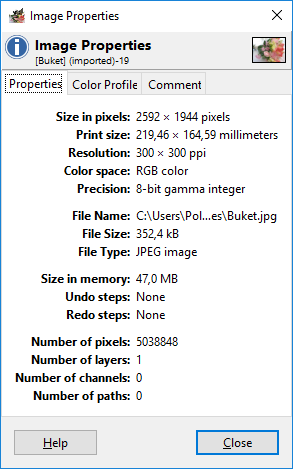 Image Properties
Image Properties
[Buket] (imported)-19
Properties Color Profile Comment
Size in pixels: 2592 × 1944 pixels
Print size: 219,46 × 164,59 millimeters
Resolution: 300 × 300 ppi
Color space: RGB color
Precision: 8-bit gamma integer
File Name: C:\Users\Pol...es\Buket.jpg
File Size: 352,4 kB
File Type: JPEG image
Size in memory: 47,0 MB
Undo steps: None
Redo steps: None
Number of pixels: 5038848
Number of layers: 1
Number of channels: 0
Number of paths: 0
Help Close